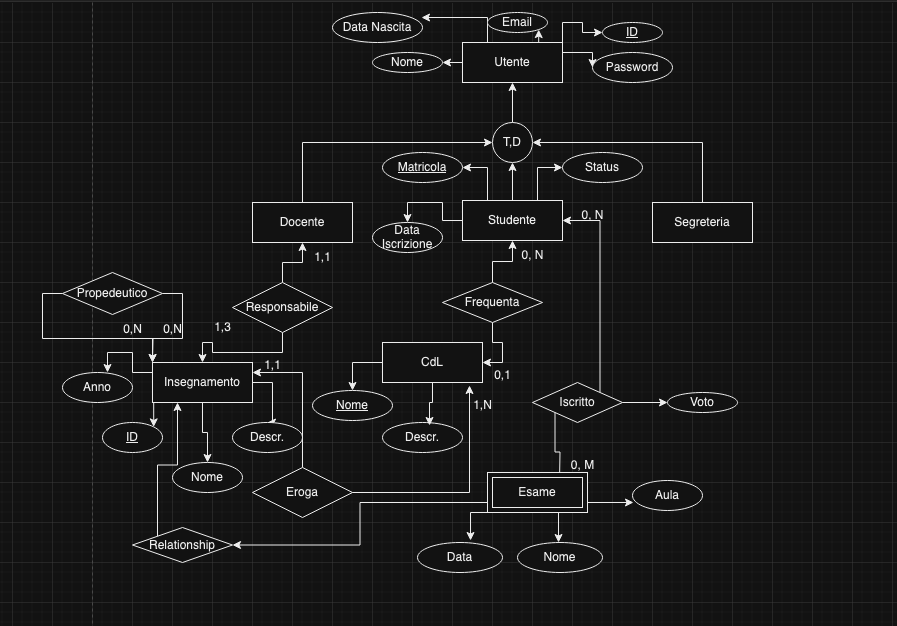 Data Nascita
Email
ID
Nome
Utente
Password
T,D
Matricola
Status
Docente
Studente
0, N
Segreteria
Data
Iscrizione
1,1
0, N
Propedeutico
Responsabile
Frequenta
0,N
0,N
1,3
CdL
1,1
0,1
Anno
Insegnamento
Nome
1,N
Iscritto
Voto
ID
Descr.
Descr.
0, M
Nome
Eroga
Esame
Aula
Relationship
Data
Nome